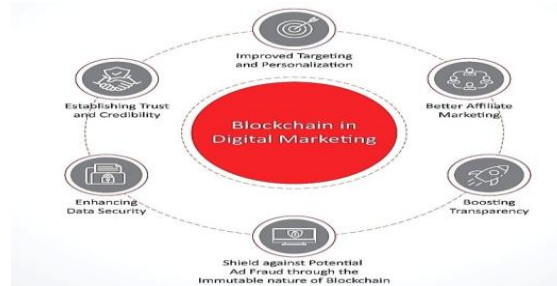 Improved Targeting
and Personalization
Establishing Trust
and Credibility
Better Affiliate
Marketing
Blockchain in
Digital Marketing
Enhancing
Data Security
Boosting
Transparency
Shield against Potential
Ad Fraud through the
Immutable nature of Blockchain